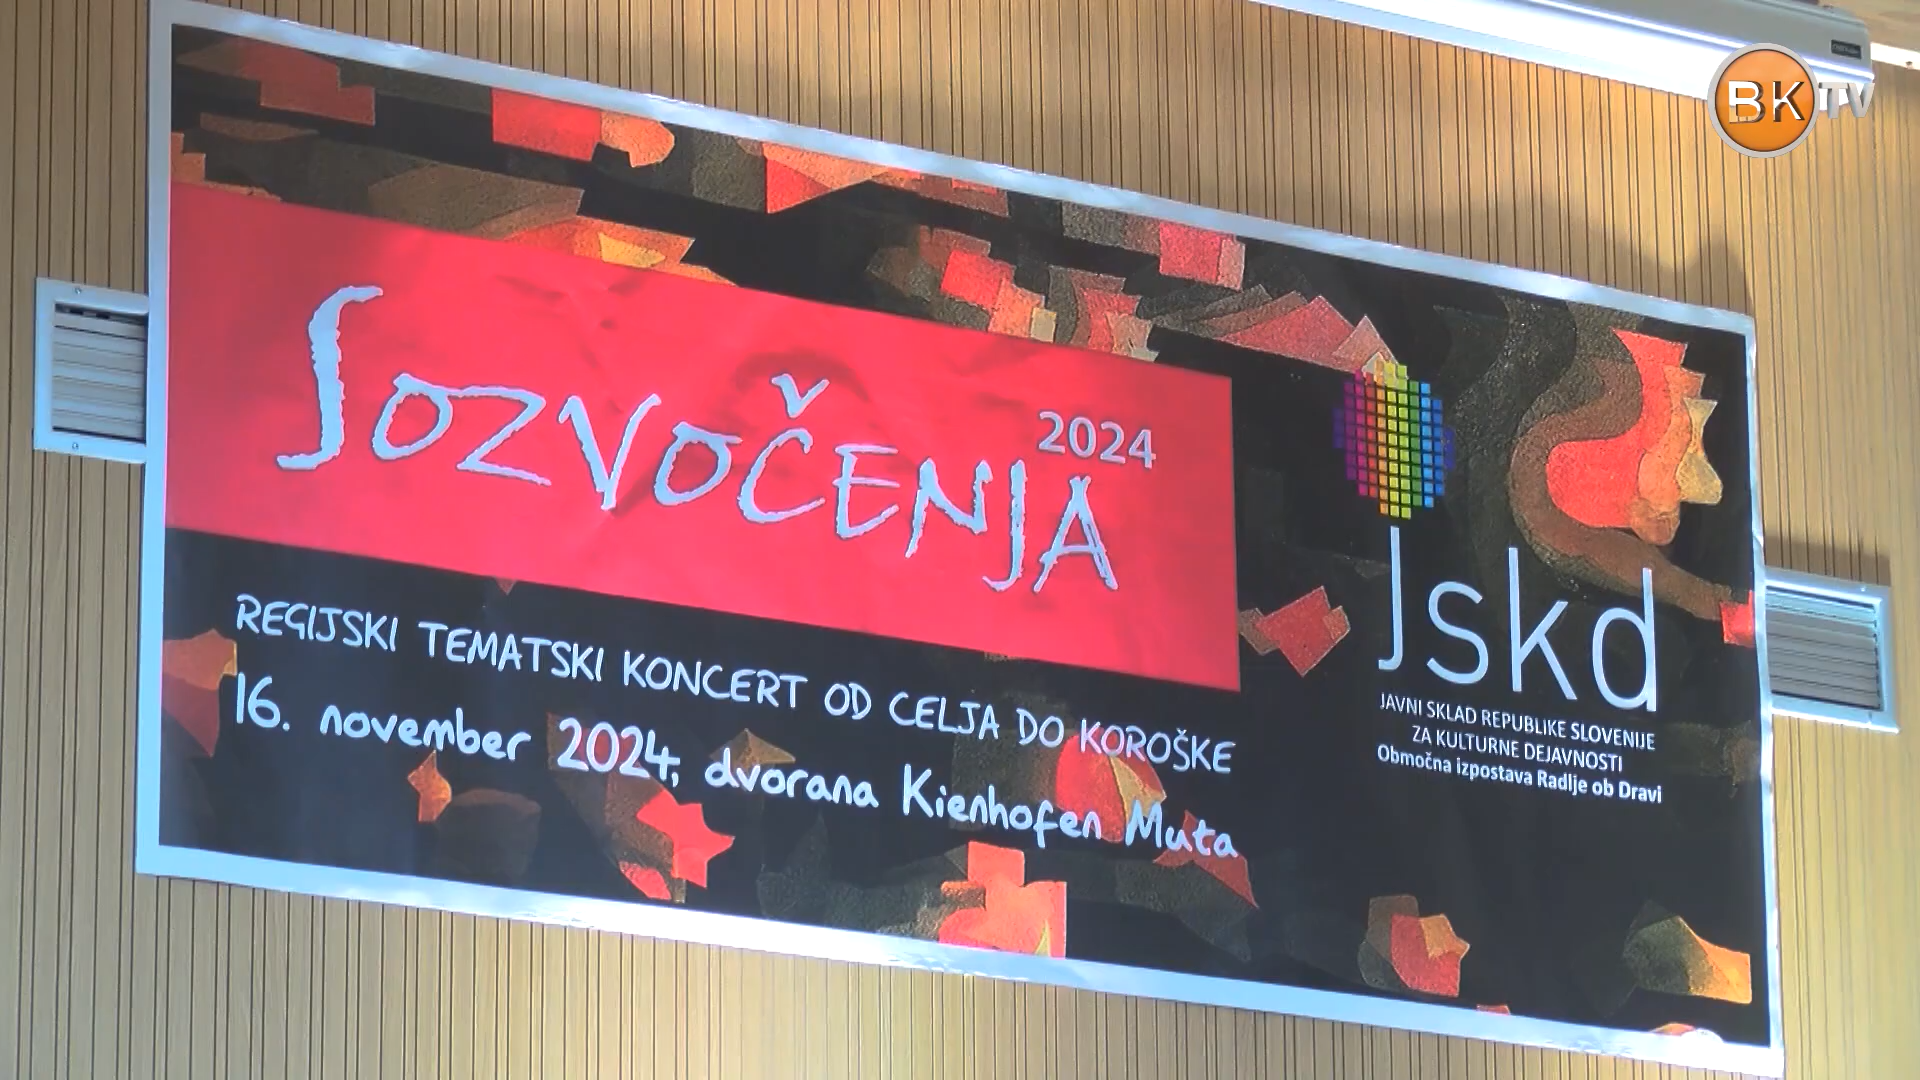 BK TV
SOZVOČENJA
2024
REGIJSKI TEMATSKI KONCERT OD CELJA DO KOROŠKE
16. november 2024, dvorana Kienhofen Muta
Jskd
JAVNI SKLAD REPUBLIKE SLOVENIJE
ZA KULTURNE DEJAVNOSTI
Območna izpostava Radlje ob Dravi